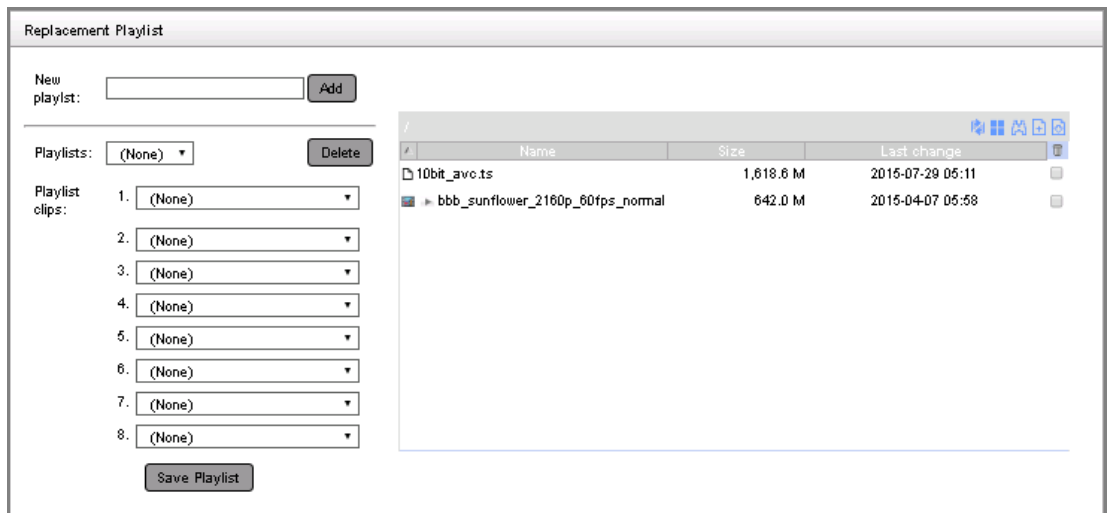 Replacement Playlist
New
playlst:
Add
Playlists: (None) Delete
Playlist
clips:
1. (None)
2. (None)
3. (None)
4. (None)
5. (None)
6. (None)
7. (None)
8. (None)
Save Playlist
/
Name Size Last change
10bit_avc.ts 1,618.6 M 2015-07-29 05:11
bbb_sunflower_2160p_60fps_normal 642.0 M 2015-04-07 05:58